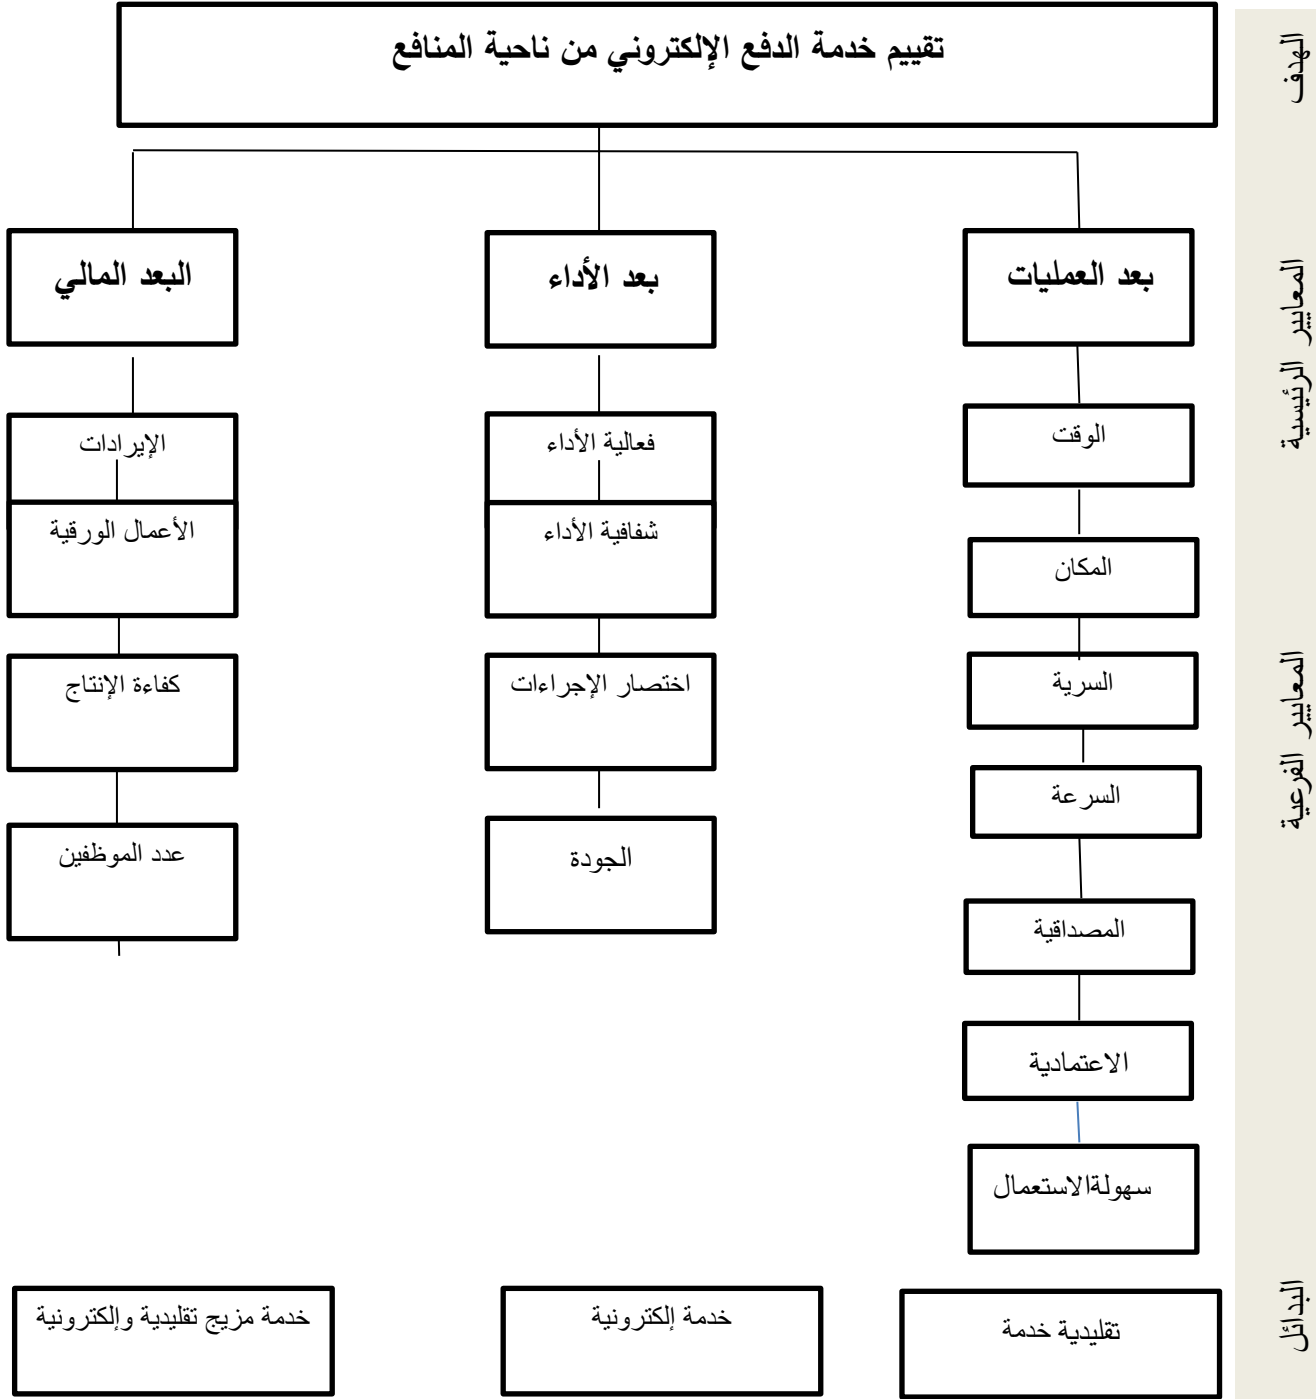 تقييم خدمة الدفع الإلكتروني من ناحية المنافع
الهدف
بعد العمليات
بعد الأداء
البعد المالي
المعايير الرئيسية
الوقت
المكان
السرية
السرعة
المصداقية
الاعتمادية
سهولةالاستعمال
فعالية الأداء
شفافية الأداء
اختصار الإجراءات
الجودة
الإيرادات
الأعمال الورقية
كفاءة الإنتاج
عدد الموظفين
المعايير الفرعية
تقليدية خدمة
خدمة إلكترونية
خدمة مزيج تقليدية وإلكترونية
البدائل